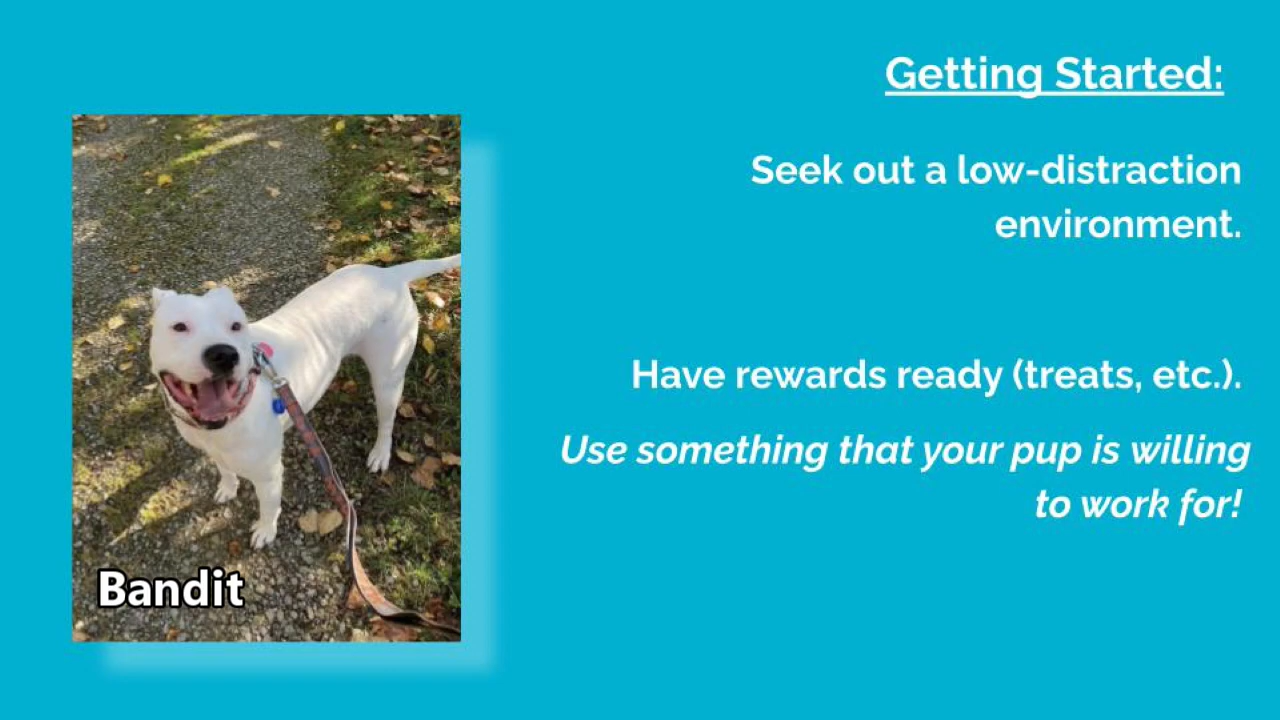 Getting Started:
Seek out a low-distraction
environment.
Have rewards ready (treats, etc.).
Use something that your pup is willing
to work for!
Bandit